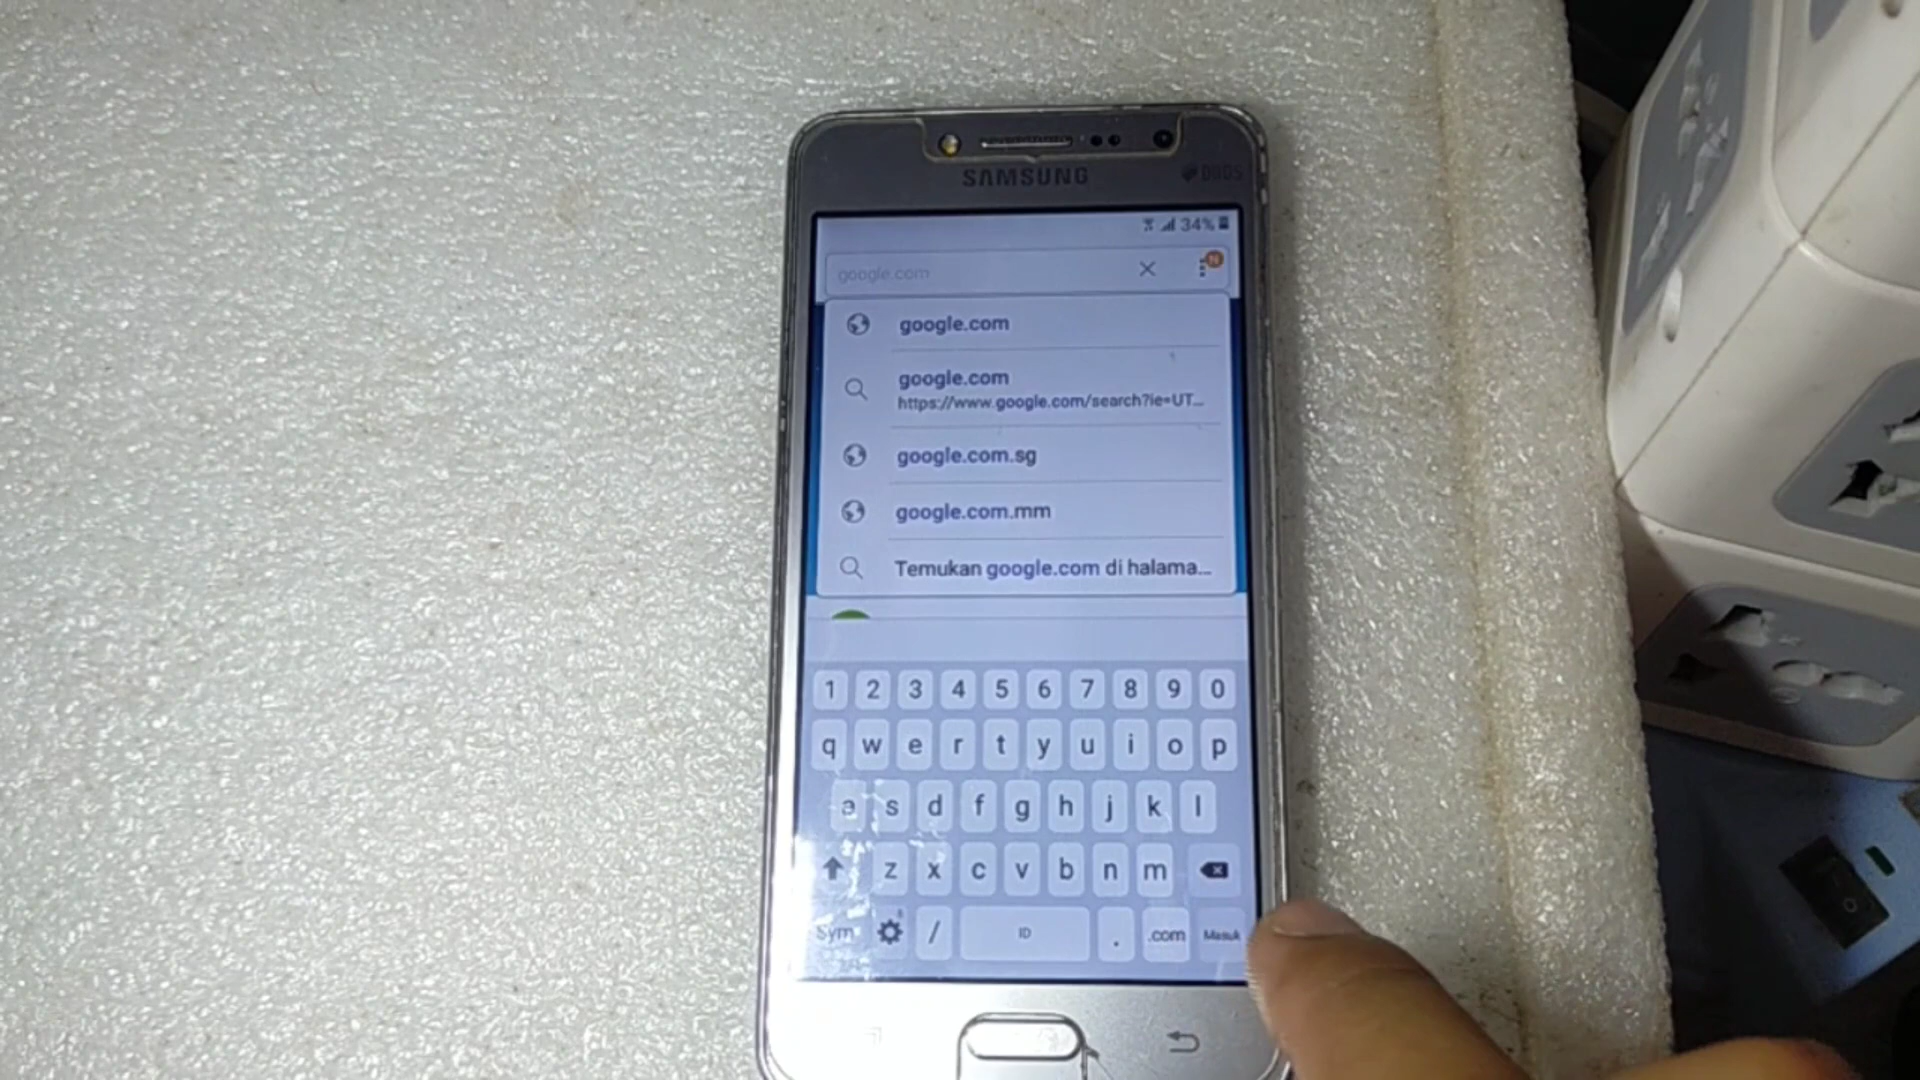 SAMSUNG
DUOS
34%
google.com
google.com
google.com
https://www.google.com/search?ie=UT...
google.com.sg
google.com.mm
Temukan google.com di halama...
1 2 3 4 5 6 7 8 9 0
q w e r t y u i o p
a s d f g h j k l
z x c v b n m
Sym / ID . .com Masuk